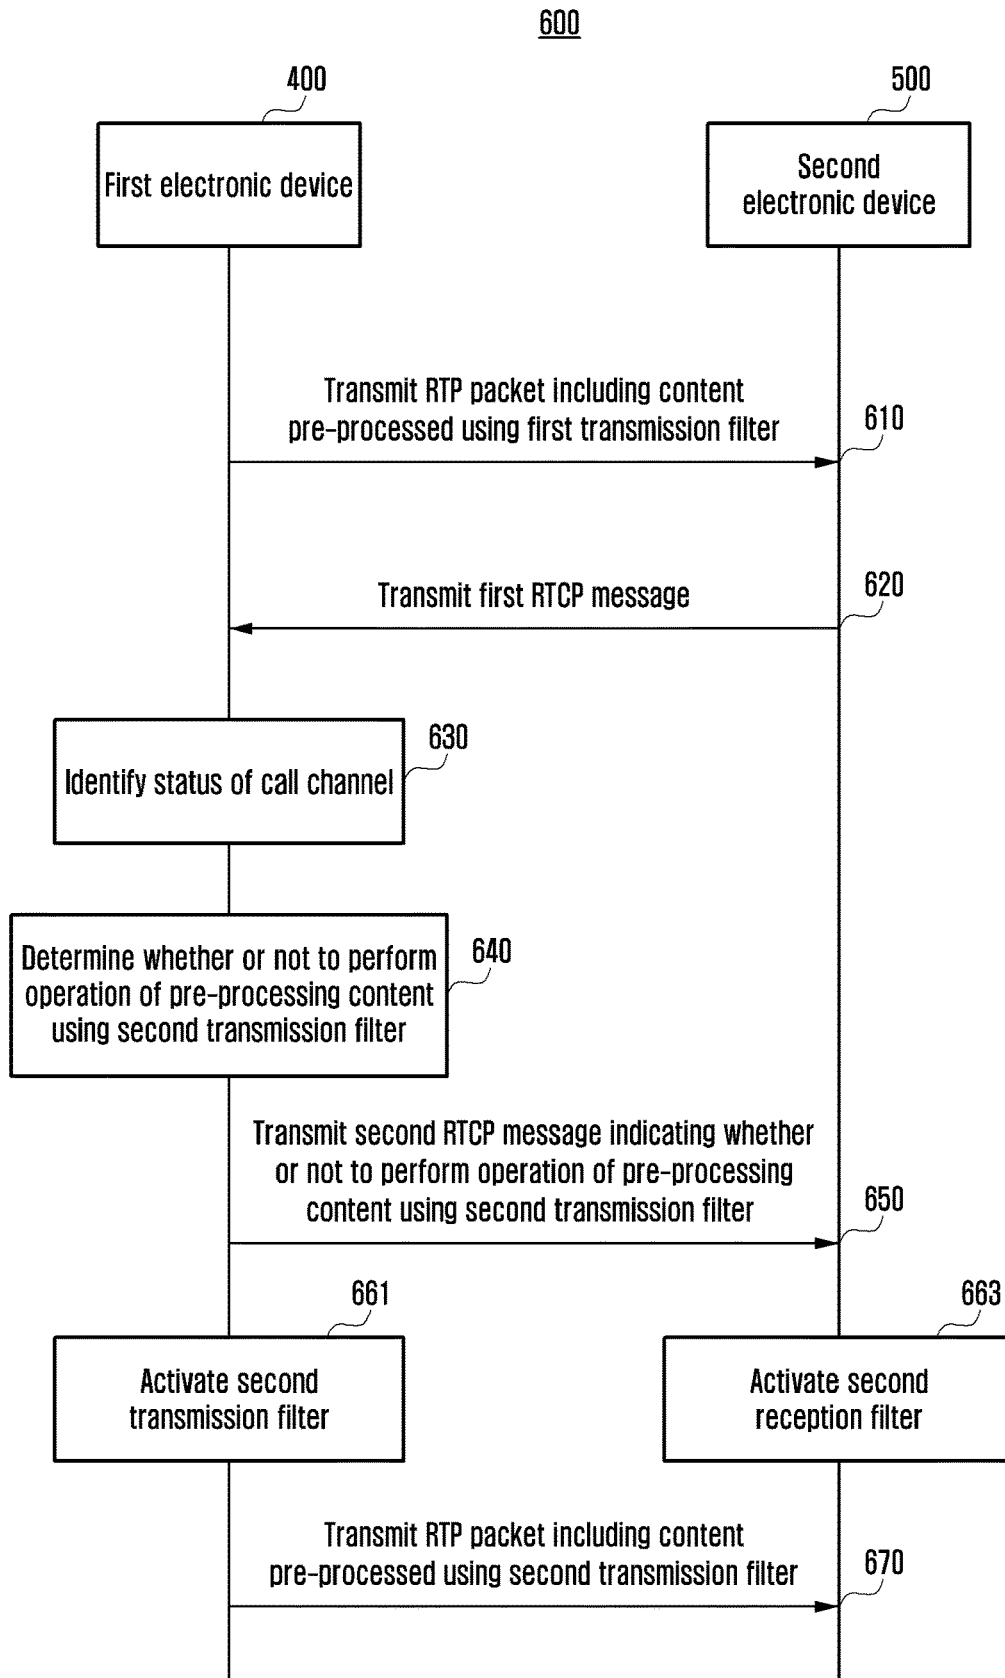 600
400
500
First electronic device
Second
electronic device
Transmit RTP packet including content
pre-processed using first transmission filter
610
Transmit first RTCP message
620
630
Identify status of call channel
640
Determine whether or not to perform
operation of pre-processing content
using second transmission filter
Transmit second RTCP message indicating whether
or not to perform operation of pre-processing
content using second transmission filter
650
661
663
Activate second
transmission filter
Activate second
reception filter
Transmit RTP packet including content
pre-processed using second transmission filter
670